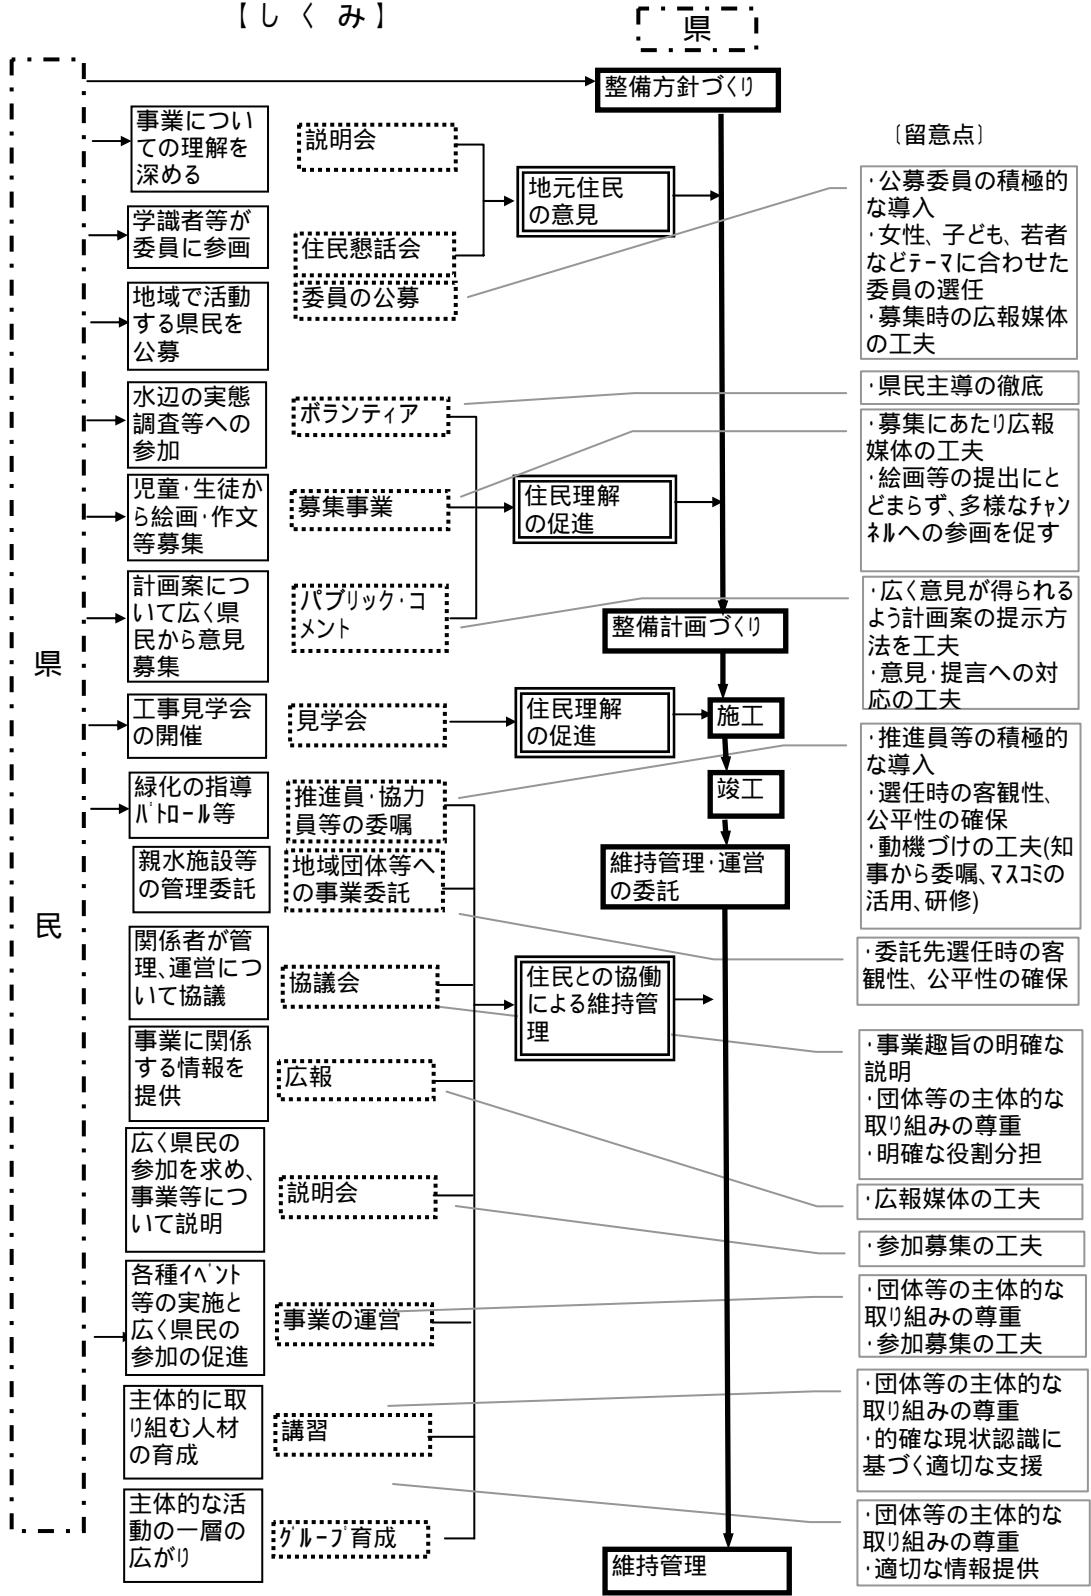 【しくみ】
県
県
民
整備方針づくり
事業につい
ての理解を
深める
説明会
地元住民
の意見
学識者等が
委員に参画
住民懇話会
委員の公募
地域で活動
する県民を
公募
水辺の実態
調査等への
参加
ボランティア
児童・生徒か
ら絵画・作文
等募集
募集事業
住民理解
の促進
計画案につ
いて広く県
民から意見
募集
パブリック・コ
メント
整備計画づくり
工事見学会
の開催
見学会
住民理解
の促進
施工
竣工
緑化の指導
パトロール等
推進員・協力
員等の委嘱
親水施設等
の管理委託
地域団体等へ
の事業委託
維持管理・運営
の委託
関係者が管
理、運営につ
いて協議
協議会
住民との協働
による維持管
理
事業に関係
する情報を
提供
広報
広く県民の
参加を求め、
事業等につ
いて説明
説明会
各種イベント
等の実施と
広く県民の
参加の促進
事業の運営
主体的に取
り組む人材
の育成
講習
主体的な活
動の一層の
広がり
グループ育成
維持管理
〔留意点〕
・公募委員の積極的
な導入
・女性、子ども、若者
などテーマに合わせた
委員の選任
・募集時の広報媒体
の工夫
・県民主導の徹底
・募集にあたり広報
媒体の工夫
・絵画等の提出にと
どまらず、多様なチャン
ネルへの参画を促す
・広く意見が得られる
よう計画案の提示方
法を工夫
・意見・提言への対
応の工夫
・推進員等の積極的
な導入
・選任時の客観性、
公平性の確保
・動機づけの工夫(知
事から委嘱、マスコミの
活用、研修)
・委託先選任時の客
観性、公平性の確保
・事業趣旨の明確な
説明
・団体等の主体的な
取り組みの尊重
・明確な役割分担
・広報媒体の工夫
・参加募集の工夫
・団体等の主体的な
取り組みの尊重
・参加募集の工夫
・団体等の主体的な
取り組みの尊重
・的確な現状認識に
基づく適切な支援
・団体等の主体的な
取り組みの尊重
・適切な情報提供